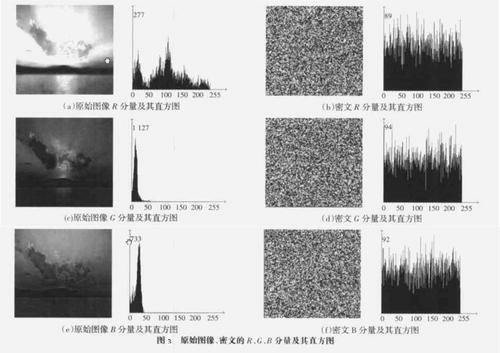 277
0 50 100 150 200 255
89
0 50 100 150 200 255
(a)原始图像 R 分量及其直方图
(b)密文 R 分量及其直方图
1 127
0 50 100 150 200 255
94
0 50 100 150 200 255
(c)原始图像 G 分量及其直方图
(d)密文 G 分量及其直方图
733
0 50 100 150 200 255
92
0 50 100 150 200 255
(e)原始图像 B 分量及其直方图
(f)密文 B 分量及其直方图
图 3 原始图像、密文的 R、G、B 分量及其直方图